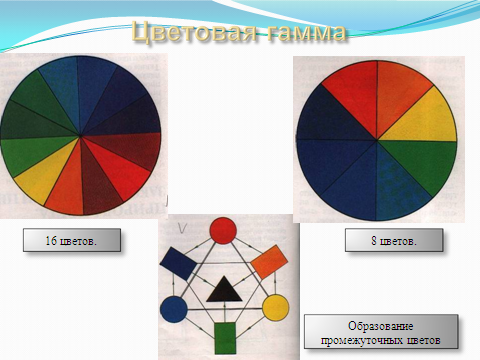 Цветовая гамма
16 цветов.
8 цветов.
V
Образование
промежуточных цветов